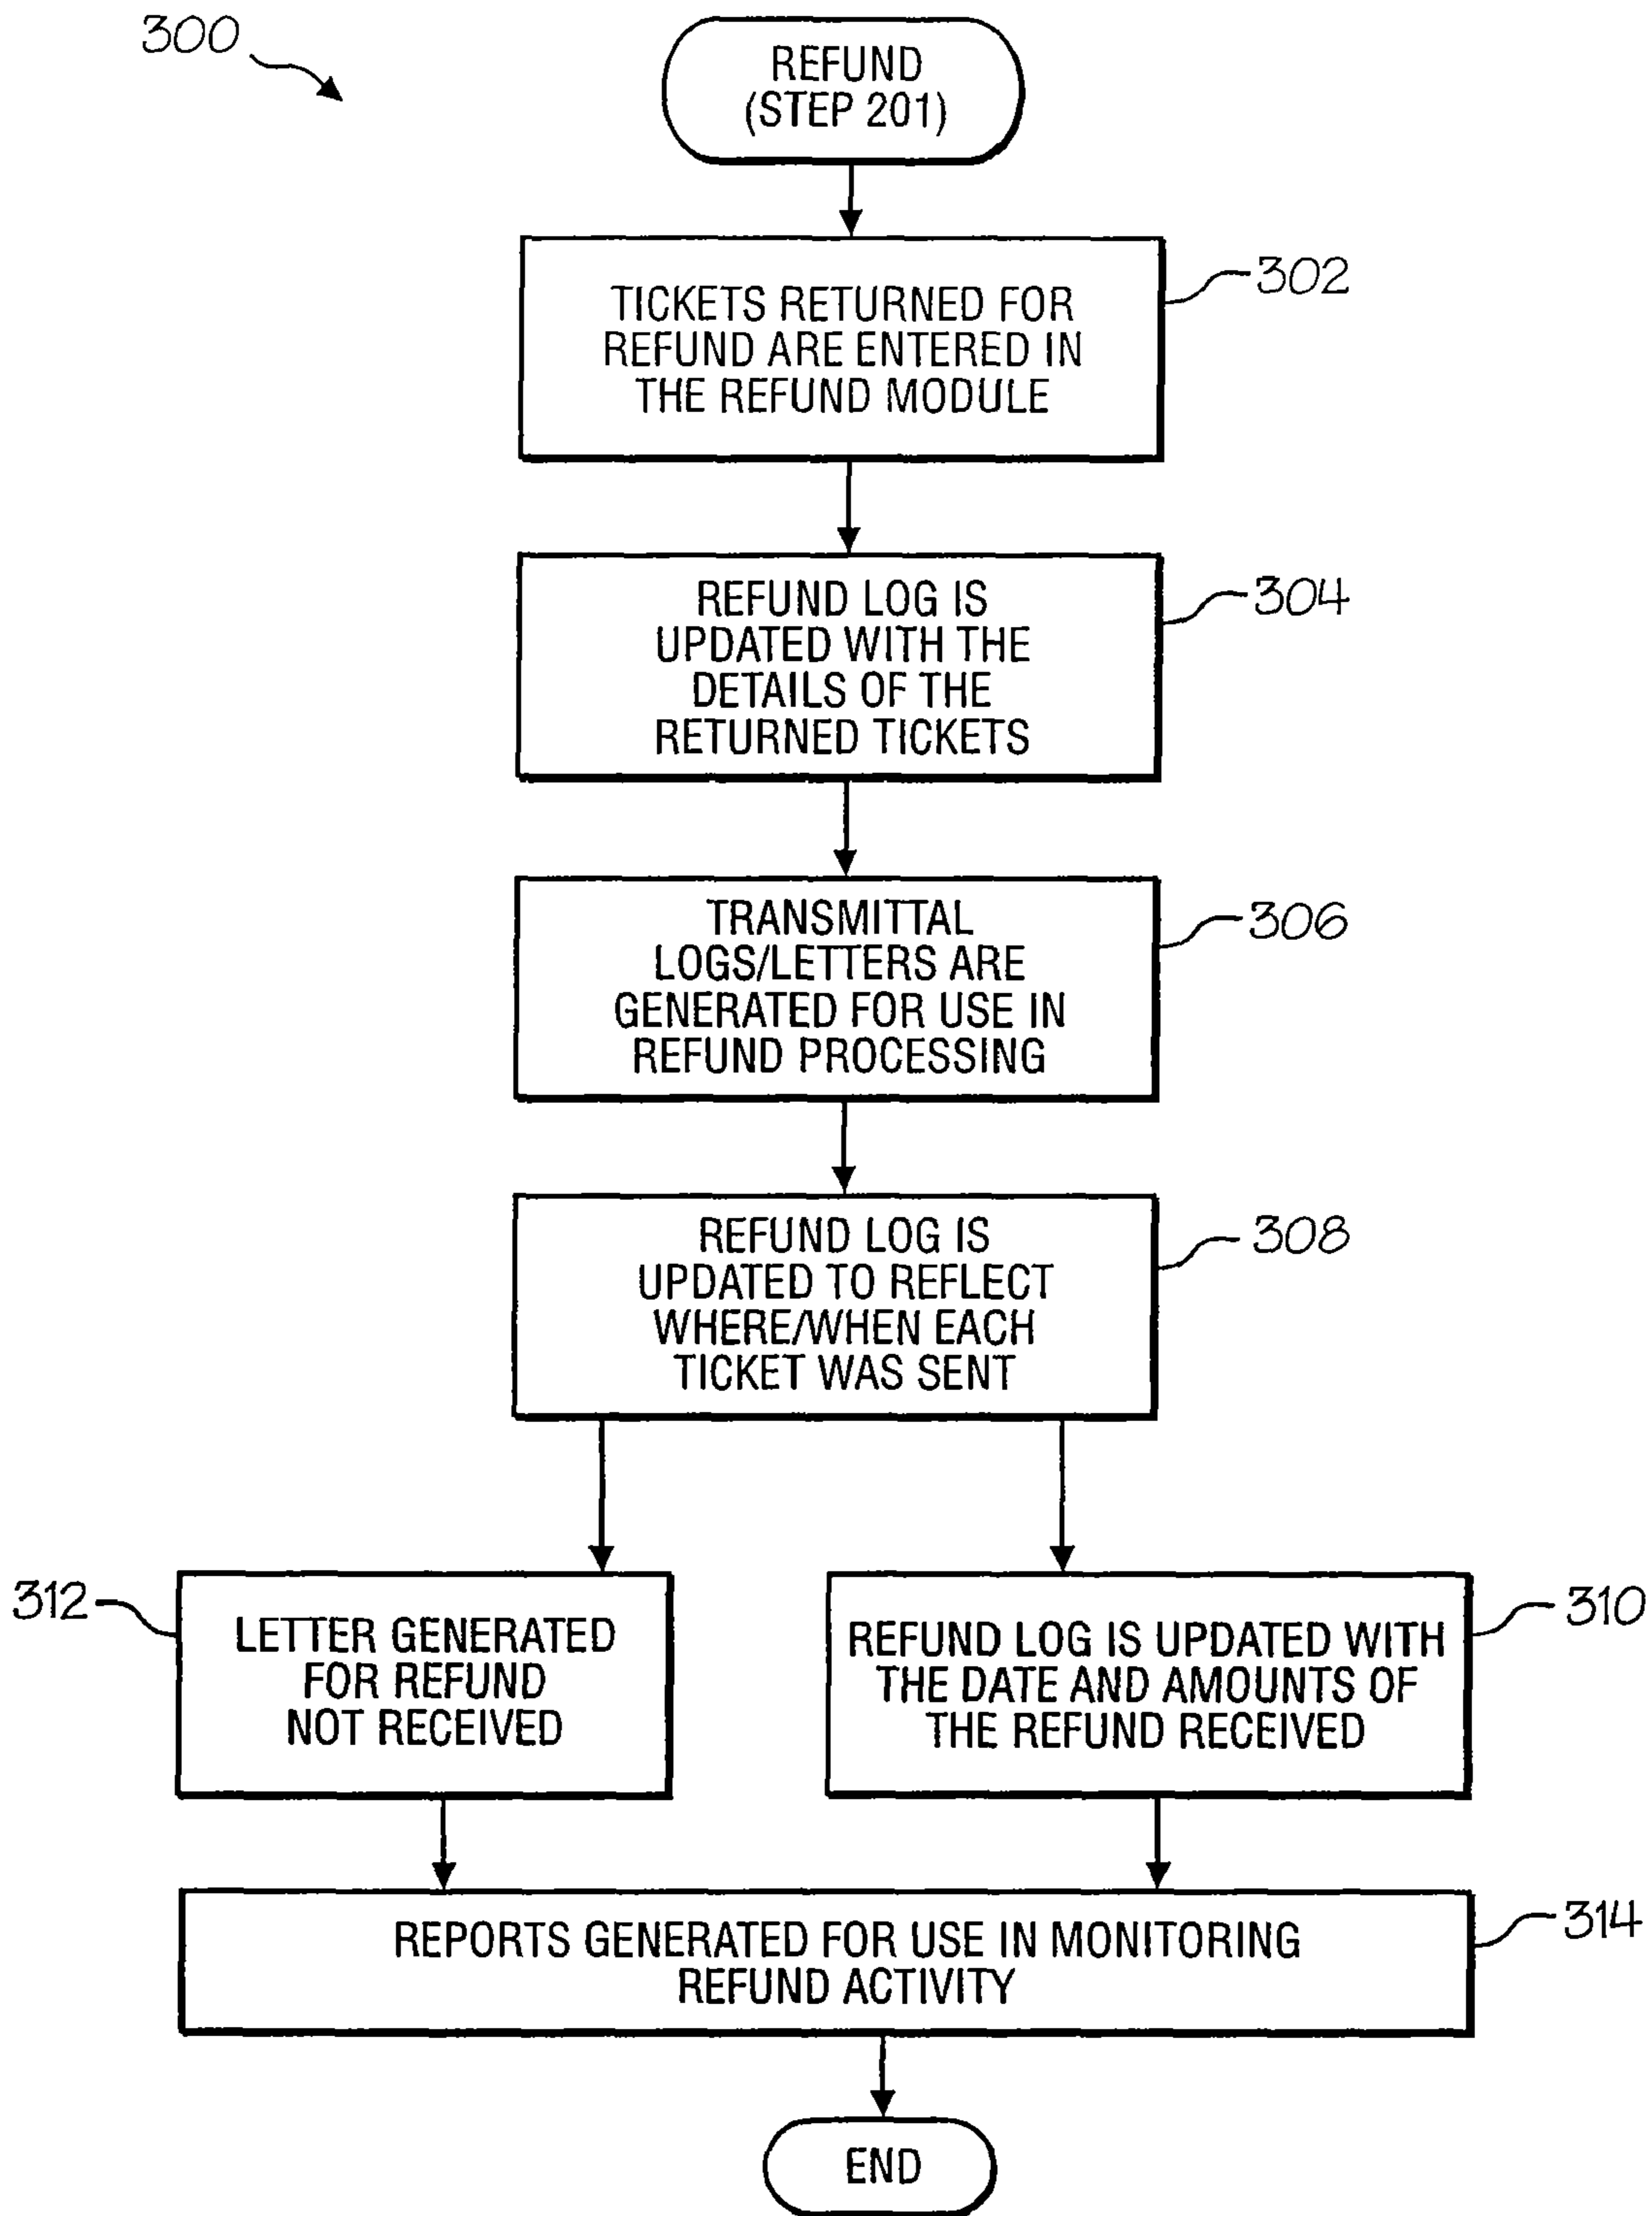 300
REFUND
(STEP 201)
TICKETS RETURNED FOR
REFUND ARE ENTERED IN
THE REFUND MODULE
302
REFUND LOG IS
UPDATED WITH THE
DETAILS OF THE
RETURNED TICKETS
304
TRANSMITTAL
LOGS/LETTERS ARE
GENERATED FOR USE IN
REFUND PROCESSING
306
REFUND LOG IS
UPDATED TO REFLECT
WHERE/WHEN EACH
TICKET WAS SENT
308
312
LETTER GENERATED
FOR REFUND
NOT RECEIVED
REFUND LOG IS UPDATED WITH
THE DATE AND AMOUNTS OF
THE REFUND RECEIVED
310
REPORTS GENERATED FOR USE IN MONITORING
REFUND ACTIVITY
314
END